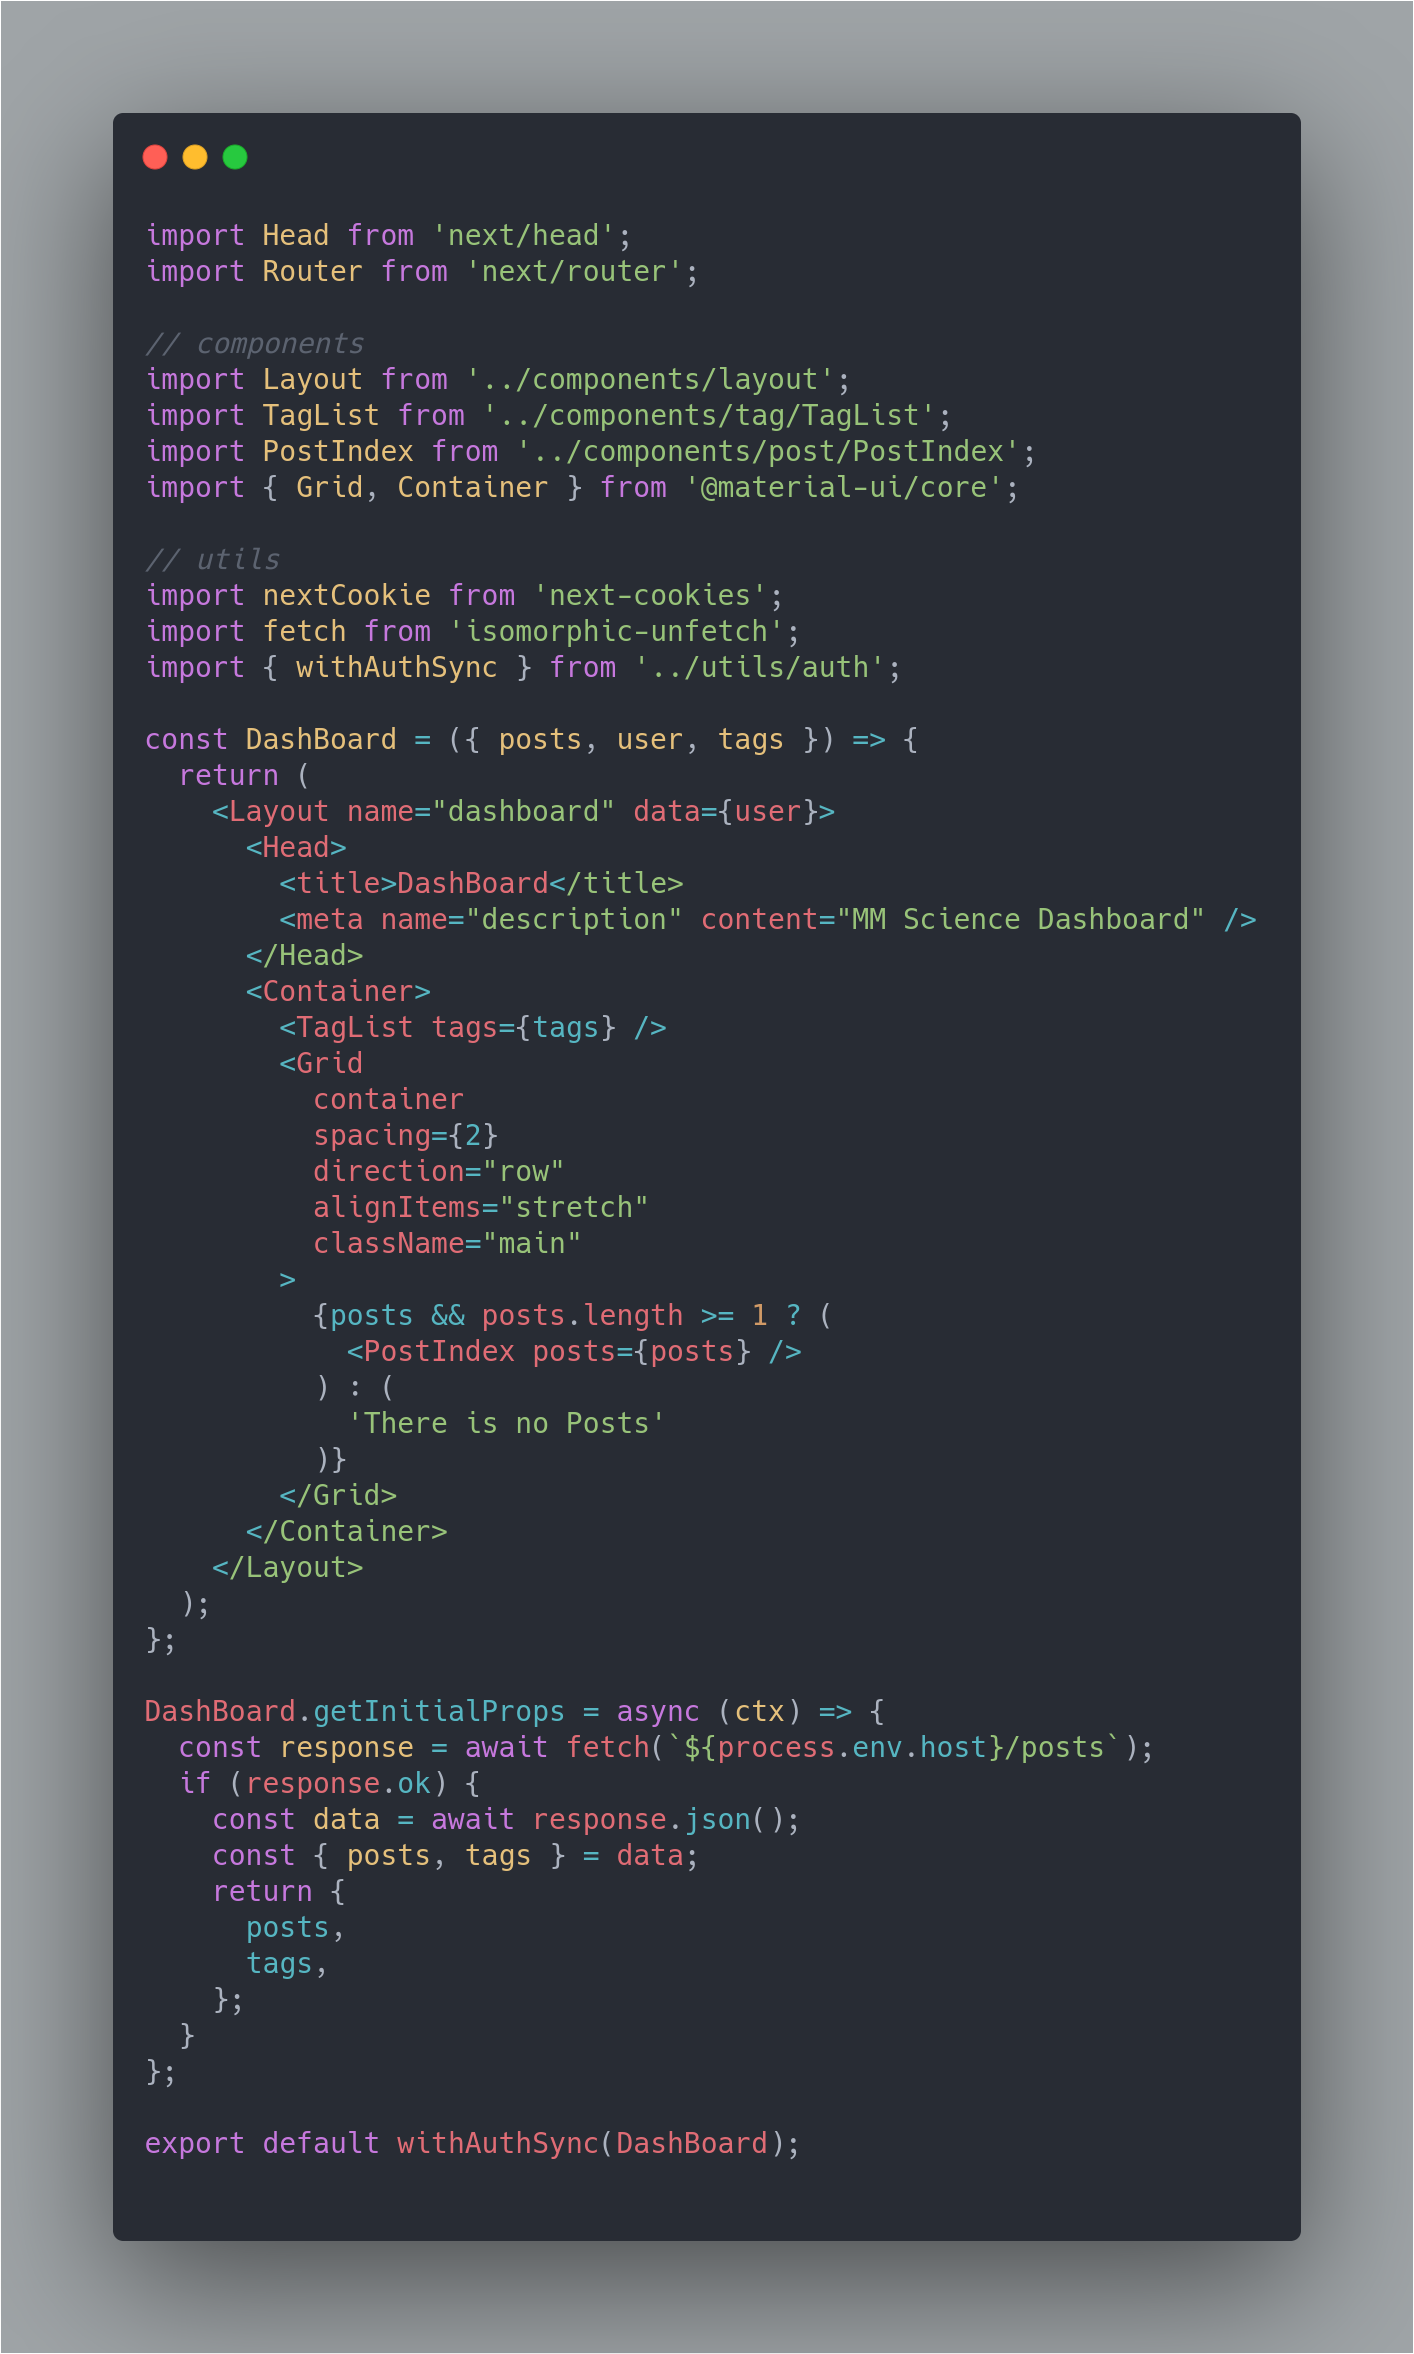 import Head from 'next/head';
import Router from 'next/router';

// components
import Layout from '../components/layout';
import TagList from '../components/tag/TagList';
import PostIndex from '../components/post/PostIndex';
import { Grid, Container } from '@material-ui/core';

// utils
import nextCookie from 'next-cookies';
import fetch from 'isomorphic-unfetch';
import { withAuthSync } from '../utils/auth';

const DashBoard = ({ posts, user, tags }) => {
  return (
    <Layout name="dashboard" data={user}>
      <Head>
        <title>DashBoard</title>
        <meta name="description" content="MM Science Dashboard" />
      </Head>
      <Container>
        <TagList tags={tags} />
        <Grid
          container
          spacing={2}
          direction="row"
          alignItems="stretch"
          className="main"
        >
          {posts && posts.length >= 1 ? (
            <PostIndex posts={posts} />
          ) : (
            'There is no Posts'
          )}
        </Grid>
      </Container>
    </Layout>
  );
};

DashBoard.getInitialProps = async (ctx) => {
  const response = await fetch(`${process.env.host}/posts`);
  if (response.ok) {
    const data = await response.json();
    const { posts, tags } = data;
    return {
      posts,
      tags,
    };
  }
};

export default withAuthSync(DashBoard);